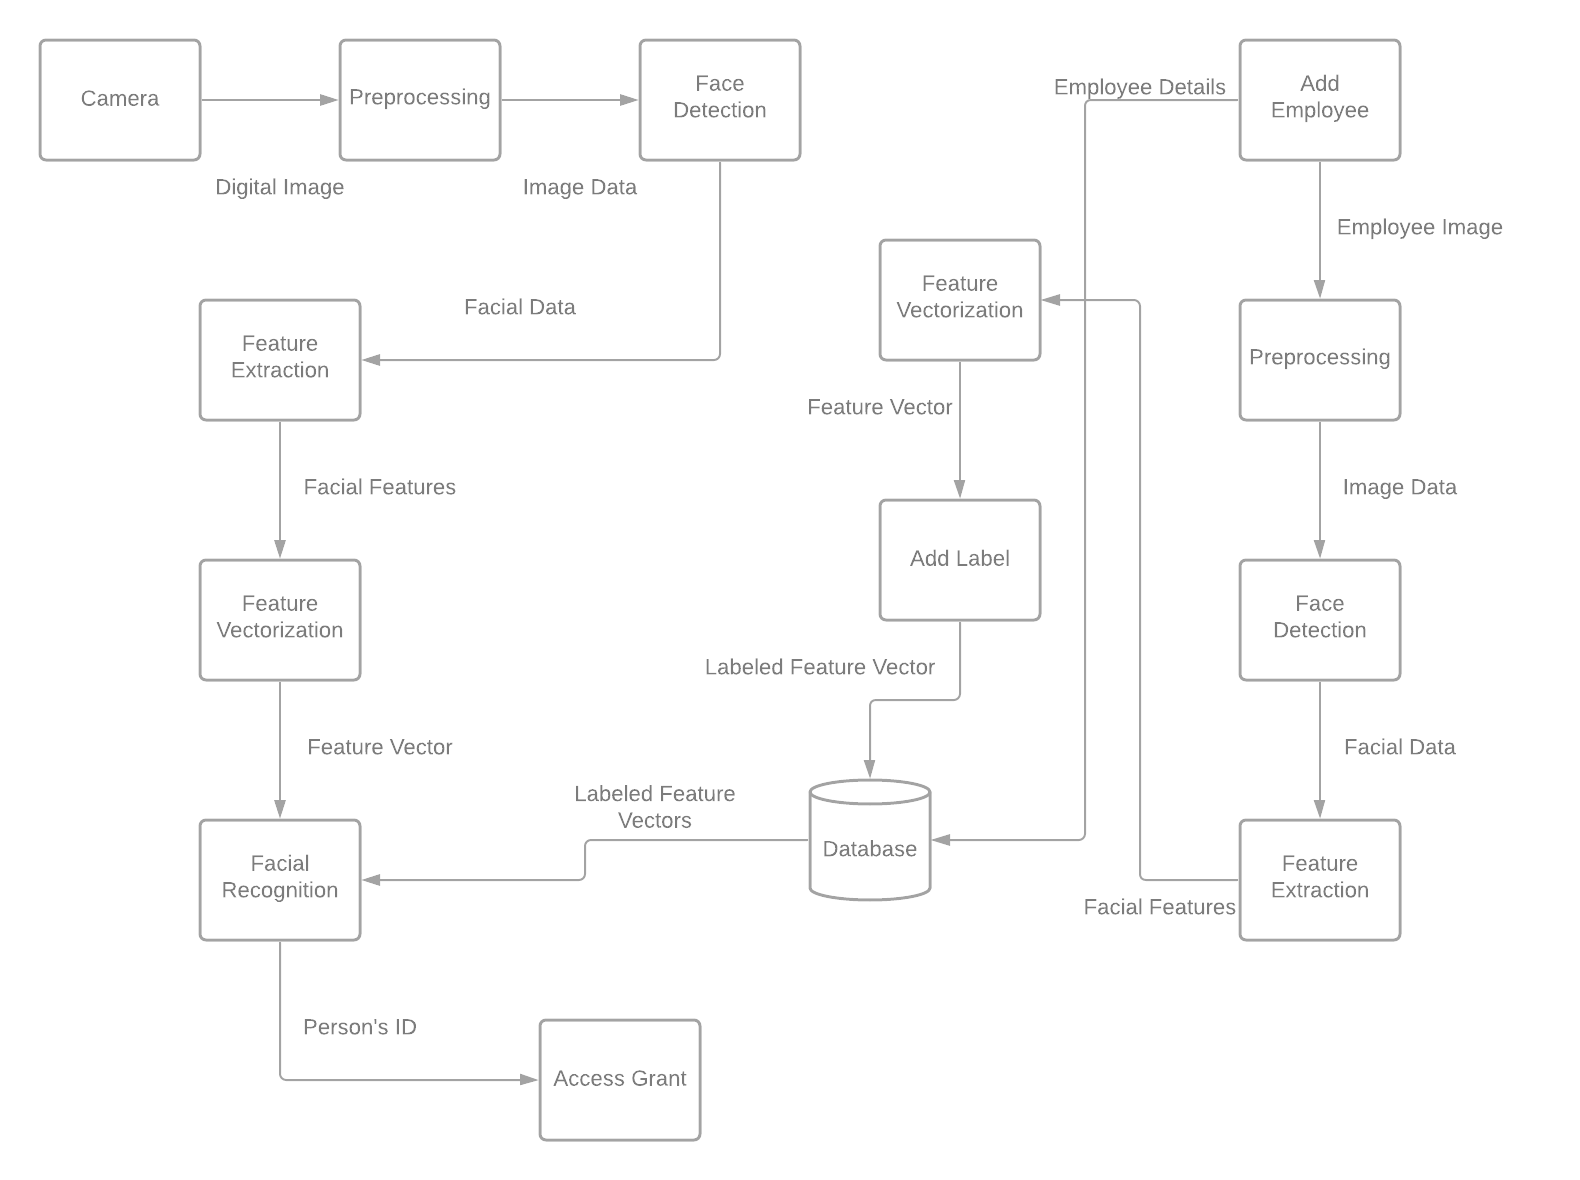 Camera
Preprocessing
Face
Detection
Employee Details
Add
Employee
Digital Image
Image Data
Employee Image
Feature
Vectorization
Facial Data
Feature
Extraction
Preprocessing
Feature Vector
Facial Features
Image Data
Add Label
Feature
Vectorization
Face
Detection
Labeled Feature Vector
Feature Vector
Facial Data
Labeled Feature
Vectors
Database
Facial
Recognition
Feature
Extraction
Facial Features
Person's ID
Access Grant